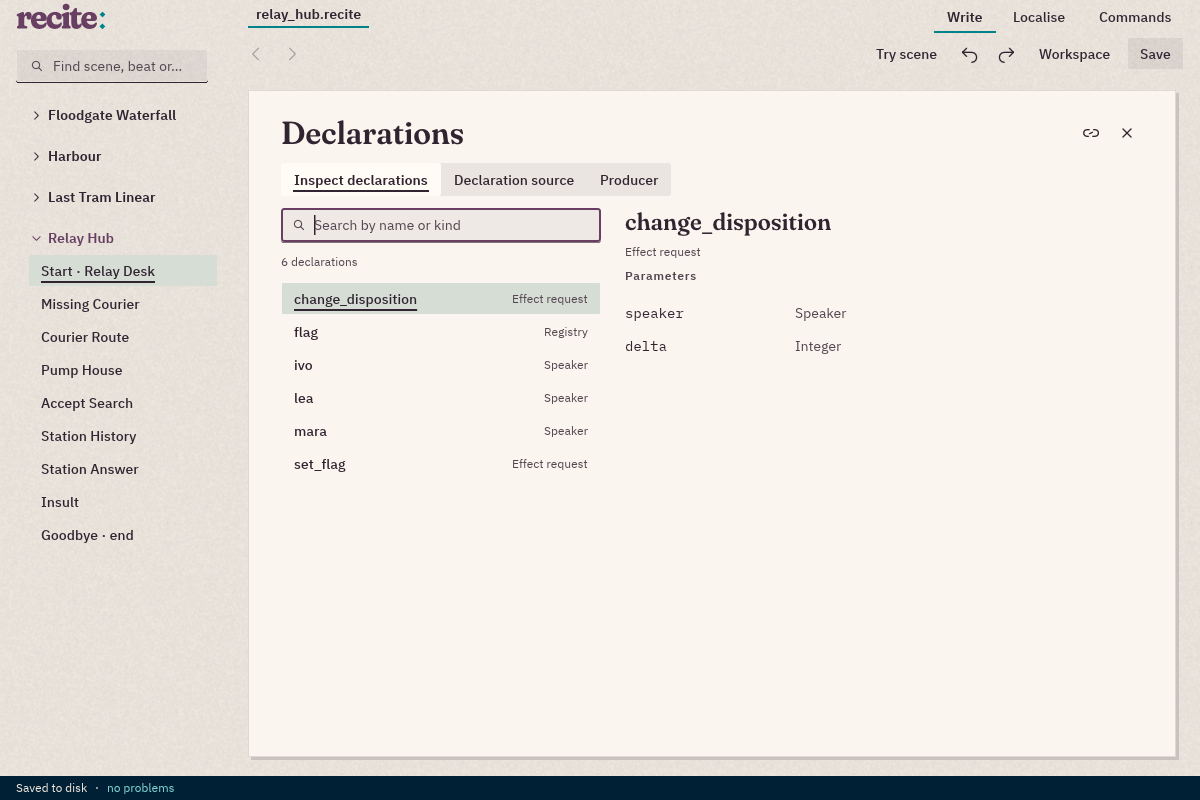 recite:
relay_hub.recite
Write
Localise
Commands
Find scene, beat or...
Try scene
Workspace
Save
Floodgate Waterfall
Harbour
Last Tram Linear
Relay Hub
Start · Relay Desk
Missing Courier
Courier Route
Pump House
Accept Search
Station History
Station Answer
Insult
Goodbye · end
Declarations
Inspect declarations
Declaration source
Producer
Search by name or kind
6 declarations
change_disposition Effect request
flag Registry
ivo Speaker
lea Speaker
mara Speaker
set_flag Effect request
change_disposition
Effect request
Parameters
speaker Speaker
delta Integer
Saved to disk · no problems